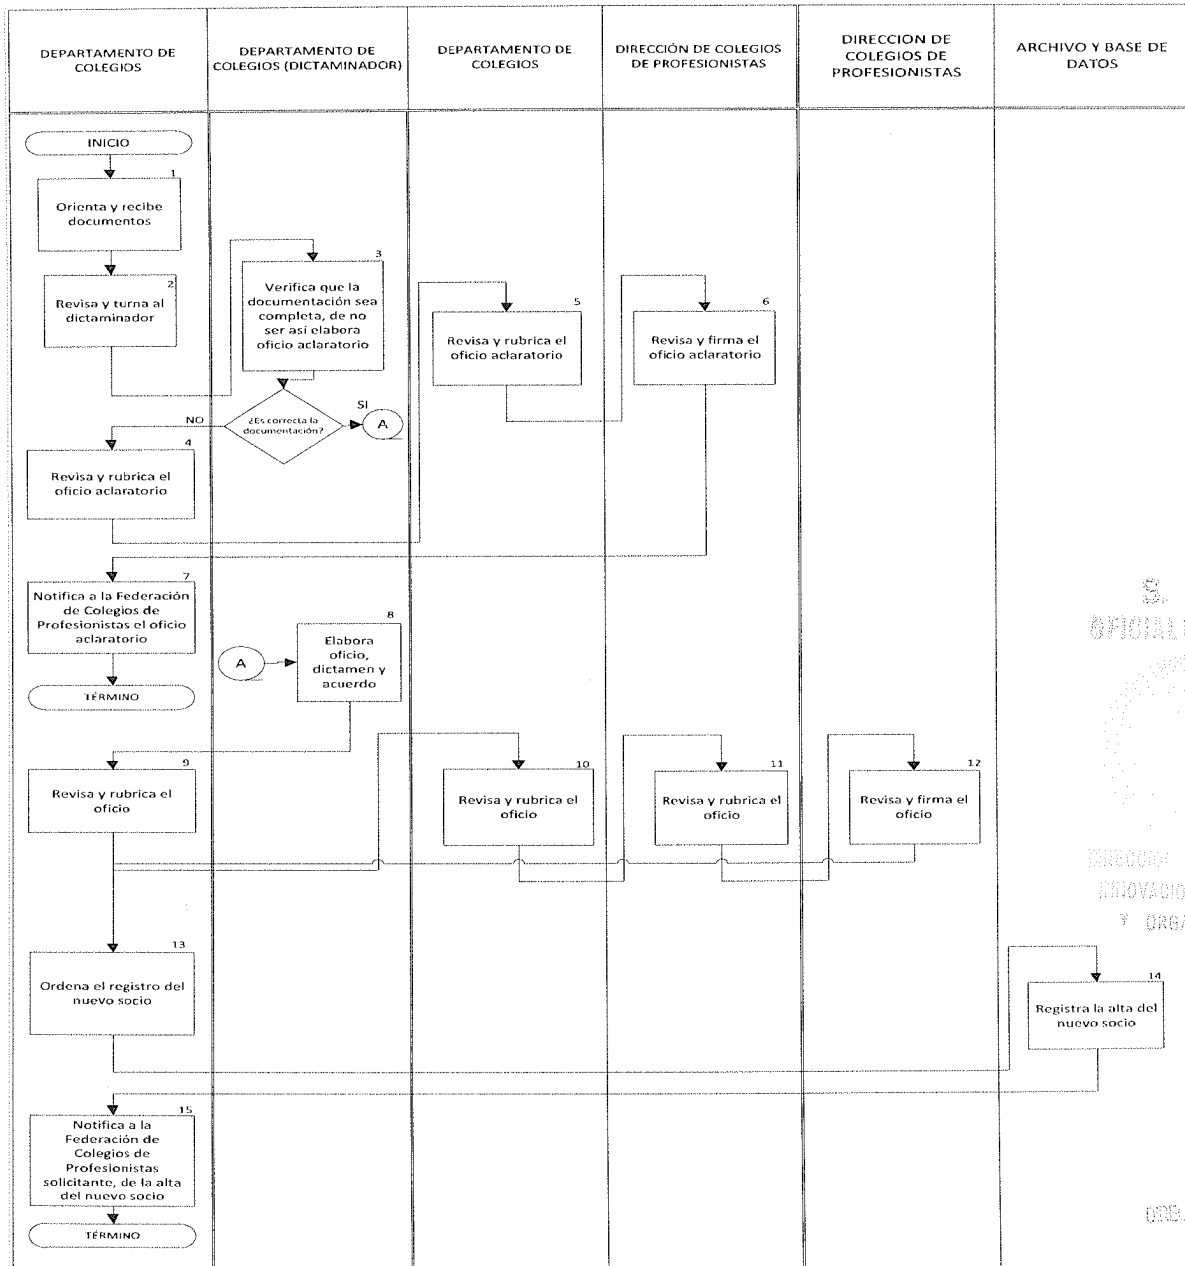 DEPARTAMENTO DE
COLEGIOS
DEPARTAMENTO DE
COLEGIOS (DICTAMINADOR)
DEPARTAMENTO DE
COLEGIOS
DIRECCIÓN DE COLEGIOS
DE PROFESIONISTAS
DIRECCION DE
COLEGIOS DE
PROFESIONISTAS
ARCHIVO Y BASE DE
DATOS
INICIO
1
Orienta y recibe
documentos
2
Revisa y turna al
dictaminador
3
Verifica que la
documentación sea
completa, de no
ser así elabora
oficio aclaratorio
¿Es correcta la
documentación?
NO
SI
A
4
Revisa y rubrica el
oficio aclaratorio
5
Revisa y rubrica el
oficio aclaratorio
6
Revisa y firma el
oficio aclaratorio
7
Notifica a la Federación
de Colegios de
Profesionistas el oficio
aclaratorio
TÉRMINO
A
8
Elabora
oficio,
dictamen y
acuerdo
9
Revisa y rubrica el
oficio
10
Revisa y rubrica el
oficio
11
Revisa y rubrica el
oficio
12
Revisa y firma el
oficio
13
Ordena el registro del
nuevo socio
14
Registra la alta del
nuevo socio
15
Notifica a la
Federación de
Colegios de
Profesionistas
solicitante, de la alta
del nuevo socio
TÉRMINO
S.